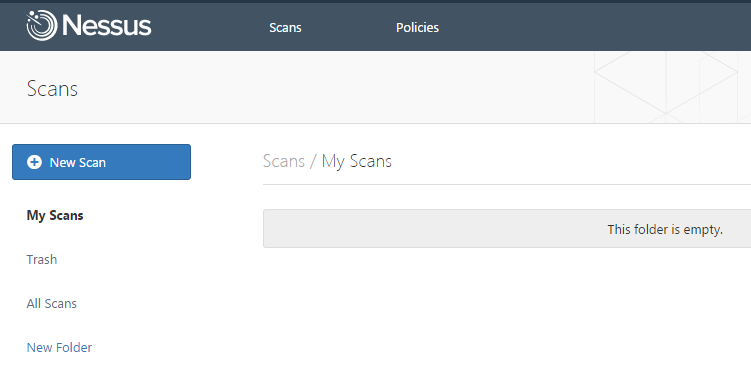 Nessus
Scans
Policies
Scans
New Scan
Scans / My Scans
My Scans
This folder is empty.
Trash
All Scans
New Folder